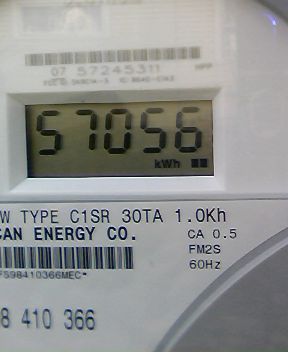 07 57245311
57056
kWh
W TYPE C1SR 30TA 1.0Kh
CAN ENERGY CO.
CA 0.5
FM2S
60Hz
FS98410366MEC*
8 410 366